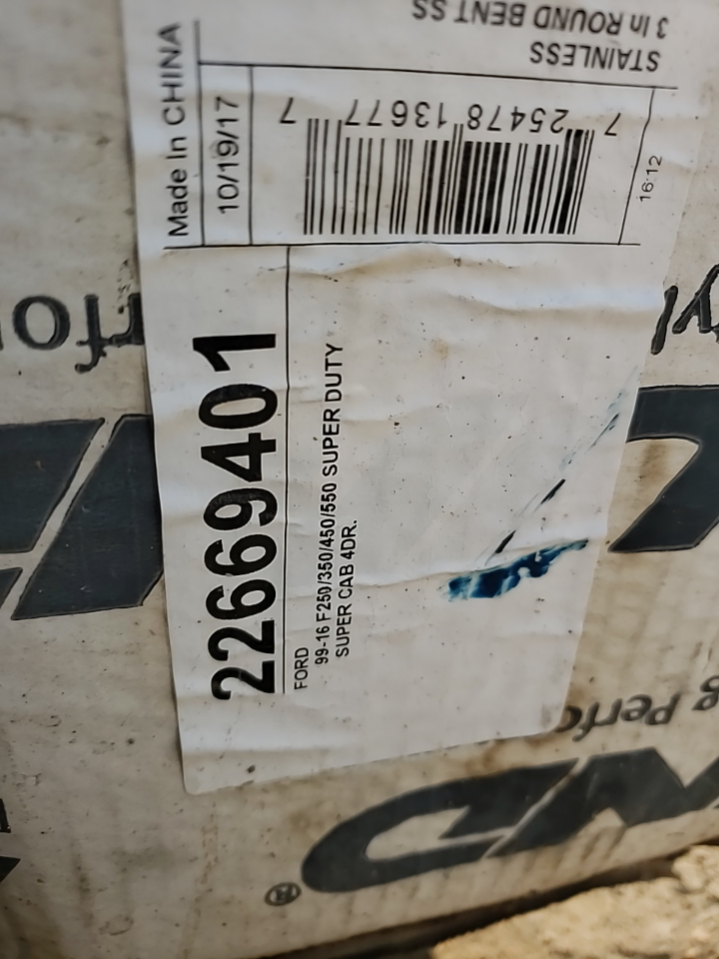 STAINLESS
3 In ROUND BENT SS
Made In CHINA
10/19/17
7 25478 13677 7
16:12
22669401
FORD
99-16 F250/350/450/550 SUPER DUTY
SUPER CAB 4DR.
®